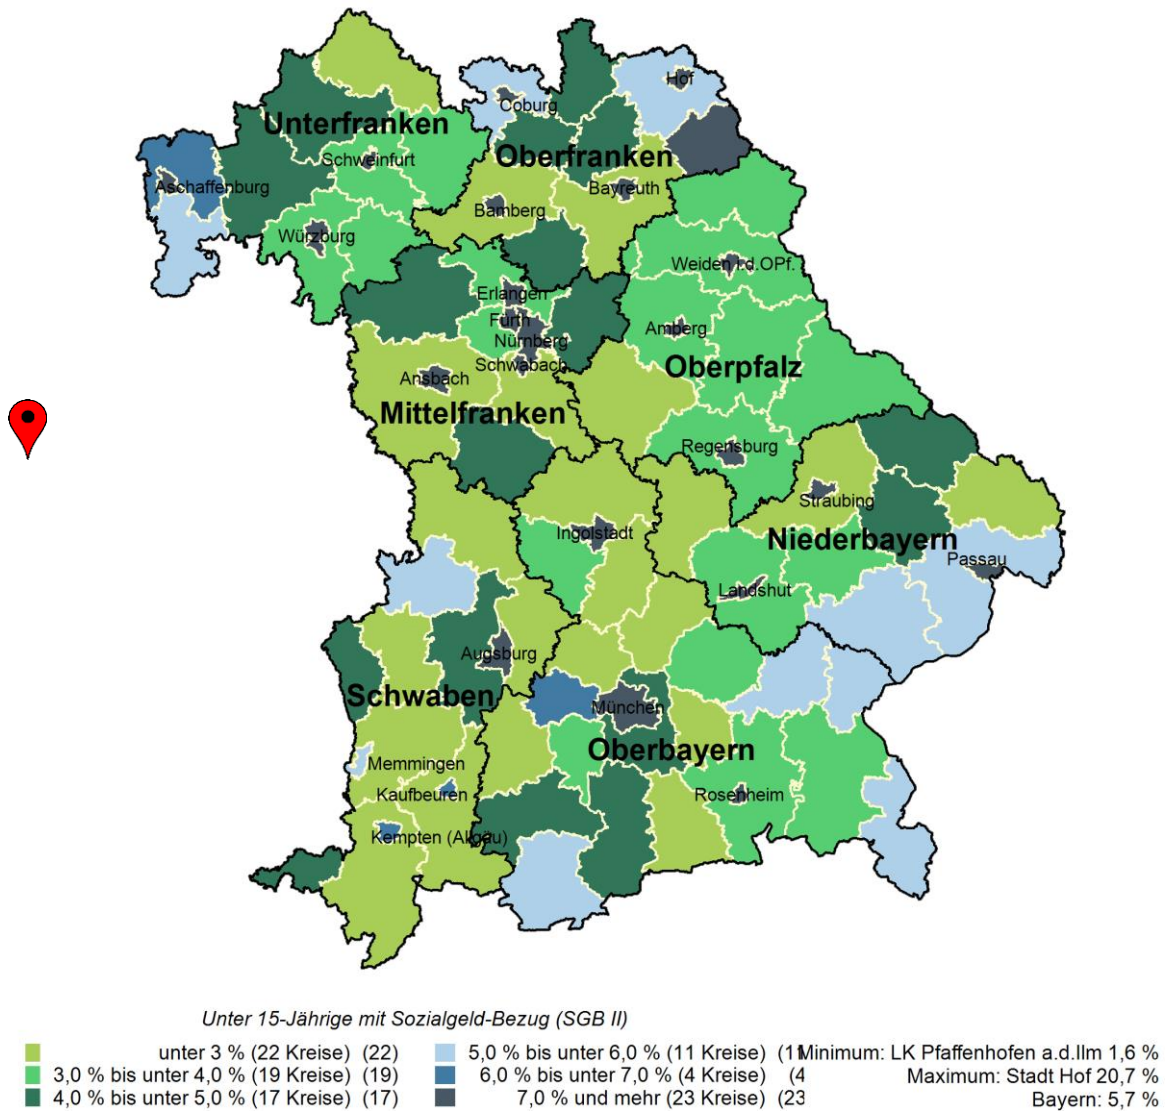 Hof
Coburg
Unterfranken
Oberfranken
Schweinfurt
Aschaffenburg
Bayreuth
Bamberg
Würzburg
Weiden i.d.OPf.
Erlangen
Fürth
Amberg
Nürnberg
Schwabach
Oberpfalz
Ansbach
Mittelfranken
Regensburg
Straubing
Ingolstadt
Niederbayern
Passau
Landshut
Augsburg
Schwaben
München
Oberbayern
Memmingen
Kaufbeuren
Rosenheim
Kempten (Allgäu)
Unter 15-Jährige mit Sozialgeld-Bezug (SGB II)
unter 3 % (22 Kreise) (22)
3,0 % bis unter 4,0 % (19 Kreise) (19)
4,0 % bis unter 5,0 % (17 Kreise) (17)
5,0 % bis unter 6,0 % (11 Kreise) (11
6,0 % bis unter 7,0 % (4 Kreise) (4
7,0 % und mehr (23 Kreise) (23
Minimum: LK Pfaffenhofen a.d.Ilm 1,6 %
Maximum: Stadt Hof 20,7 %
Bayern: 5,7 %